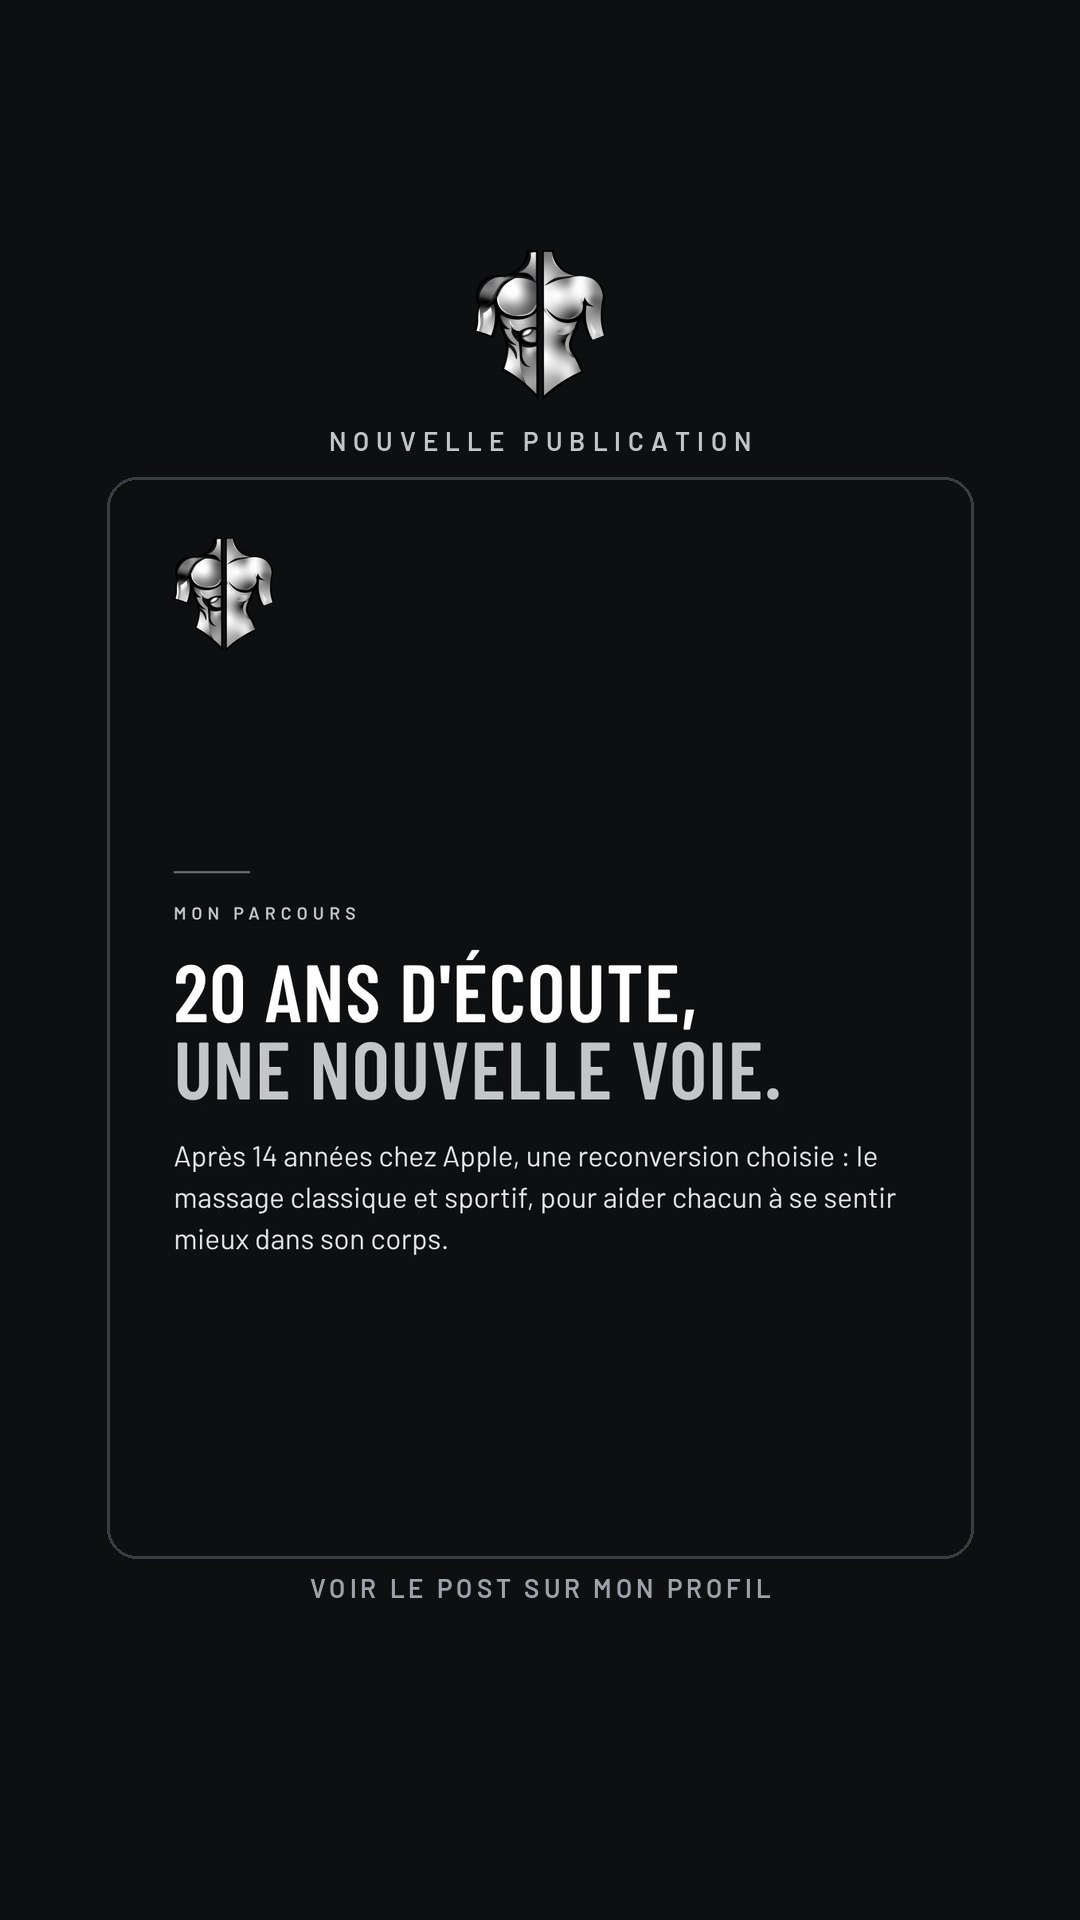 NOUVELLE PUBLICATION
MON PARCOURS
20 ANS D'ÉCOUTE,
UNE NOUVELLE VOIE.
Après 14 années chez Apple, une reconversion choisie : le
massage classique et sportif, pour aider chacun à se sentir
mieux dans son corps.
VOIR LE POST SUR MON PROFIL